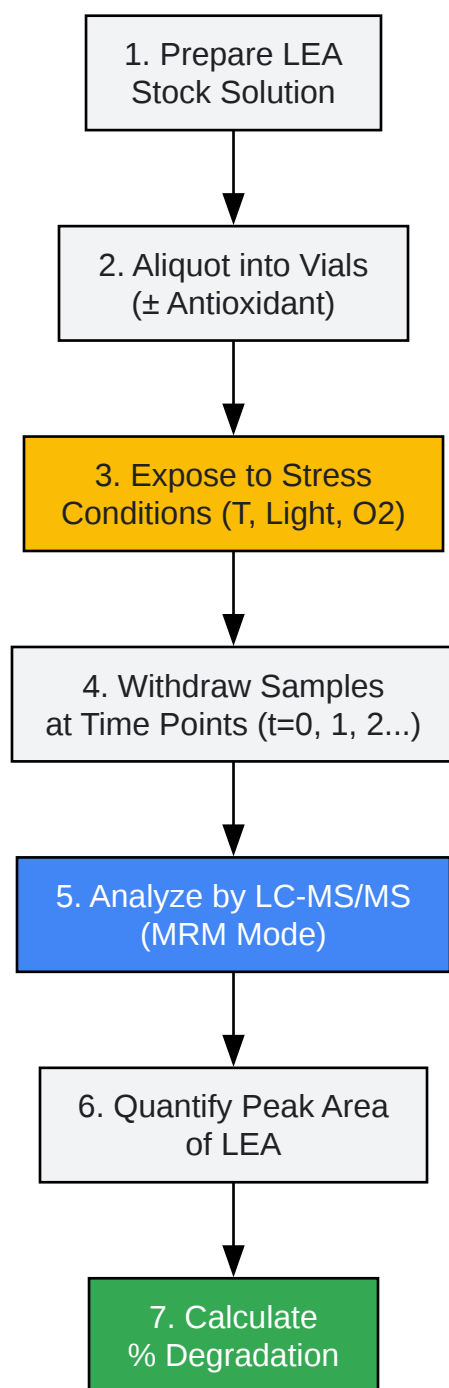 1. Prepare LEA
Stock Solution
2. Aliquot into Vials
(± Antioxidant)
3. Expose to Stress
Conditions (T, Light, O2)
4. Withdraw Samples
at Time Points (t=0, 1, 2...)
5. Analyze by LC-MS/MS
(MRM Mode)
6. Quantify Peak Area
of LEA
7. Calculate
% Degradation